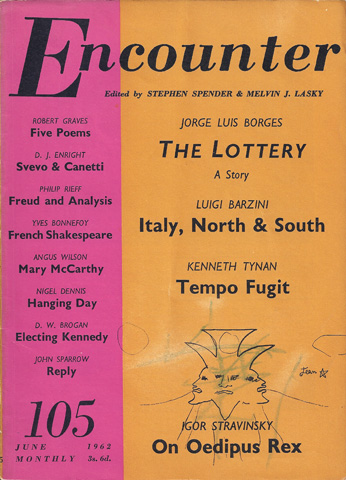 Encounter
Edited by STEPHEN SPENDER & MELVIN J. LASKY
ROBERT GRAVES
Five Poems
D. J. ENRIGHT
Svevo & Canetti
PHILIP RIEFF
Freud and Analysis
YVES BONNEFOY
French Shakespeare
ANGUS WILSON
Mary McCarthy
NIGEL DENNIS
Hanging Day
D. W. BROGAN
Electing Kennedy
JOHN SPARROW
Reply
105
JUNE 1962
MONTHLY 3s. 6d.
JORGE LUIS BORGES
THE LOTTERY
A Story
LUIGI BARZINI
Italy, North & South
KENNETH TYNAN
Tempo Fugit
Jean
IGOR STRAVINSKY
On Oedipus Rex